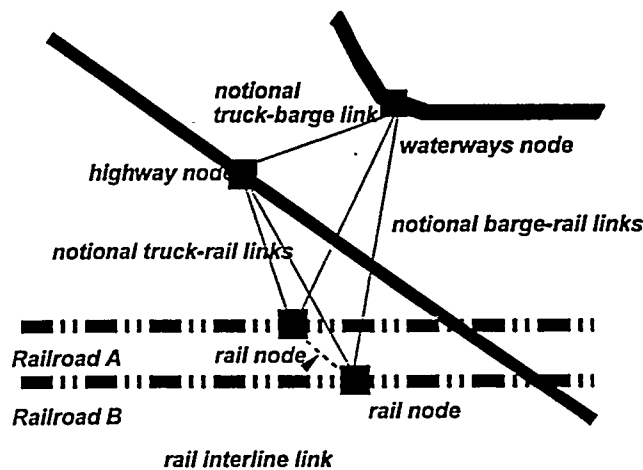 notional
truck-barge link
waterways node
highway node
notional barge-rail links
notional truck-rail links
Railroad A
rail node
Railroad B
rail node
rail interline link